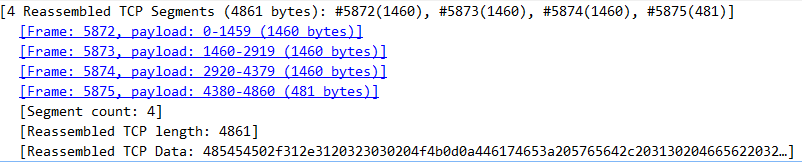 [4 Reassembled TCP Segments (4861 bytes): #5872(1460), #5873(1460), #5874(1460), #5875(481)]
[Frame: 5872, payload: 0-1459 (1460 bytes)]
[Frame: 5873, payload: 1460-2919 (1460 bytes)]
[Frame: 5874, payload: 2920-4379 (1460 bytes)]
[Frame: 5875, payload: 4380-4860 (481 bytes)]
[Segment count: 4]
[Reassembled TCP length: 4861]
[Reassembled TCP Data: 485454502f312e3120323030204f4b0d0a446174653a205765642c203130204665622032…]